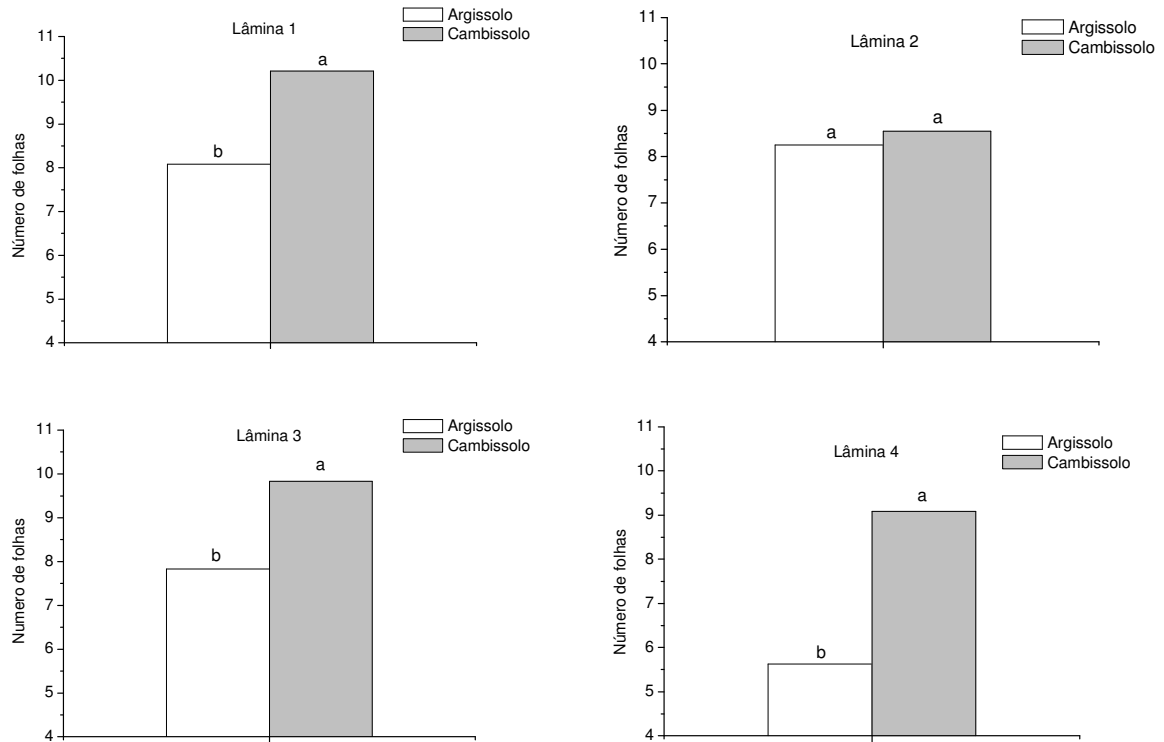 Lâmina 1
Argissolo
Cambissolo
Número de folhas
11
10
9
8
7
6
5
4
b
a
Lâmina 2
Argissolo
Cambissolo
Número de folhas
11
10
9
8
7
6
5
4
a
a
Lâmina 3
Argissolo
Cambissolo
Numero de folhas
11
10
9
8
7
6
5
4
b
a
Lâmina 4
Argissolo
Cambissolo
Número de folhas
11
10
9
8
7
6
5
4
b
a